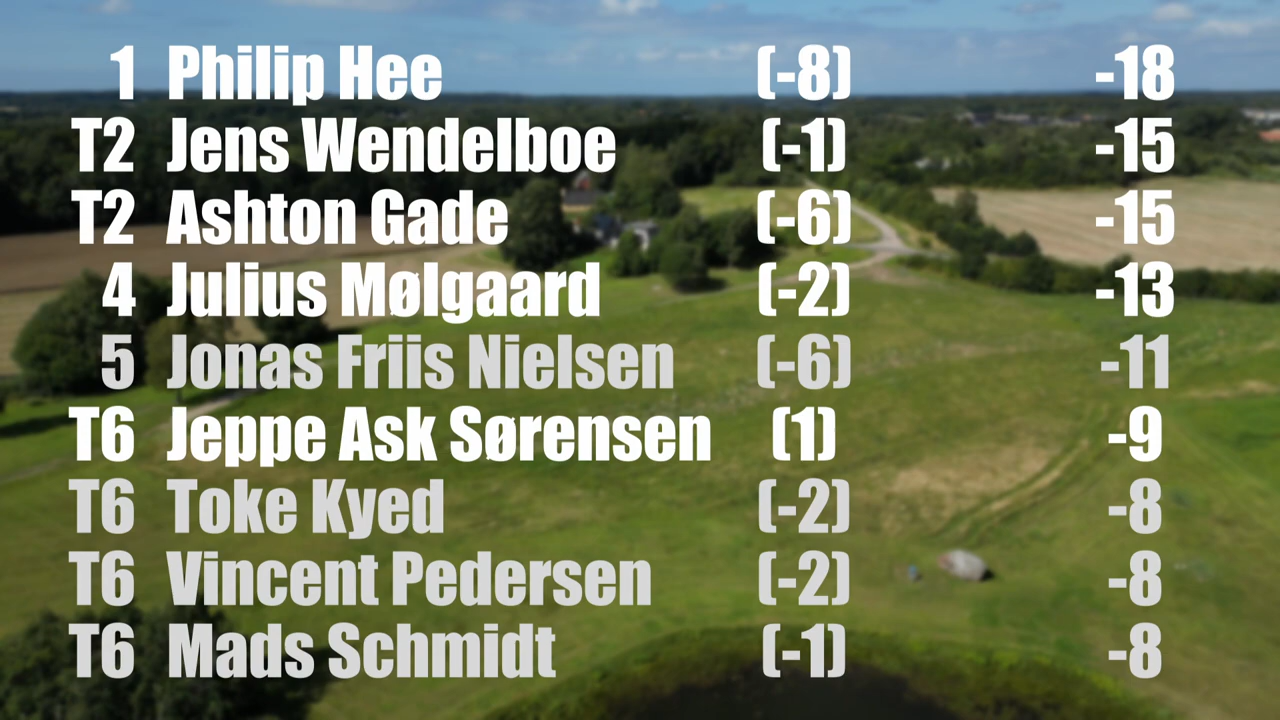 1 Philip Hee (-8) -18
T2 Jens Wendelboe (-1) -15
T2 Ashton Gade (-6) -15
4 Julius Mølgaard (-2) -13
5 Jonas Friis Nielsen (-6) -11
T6 Jeppe Ask Sørensen (1) -9
T6 Toke Kyed (-2) -8
T6 Vincent Pedersen (-2) -8
T6 Mads Schmidt (-1) -8